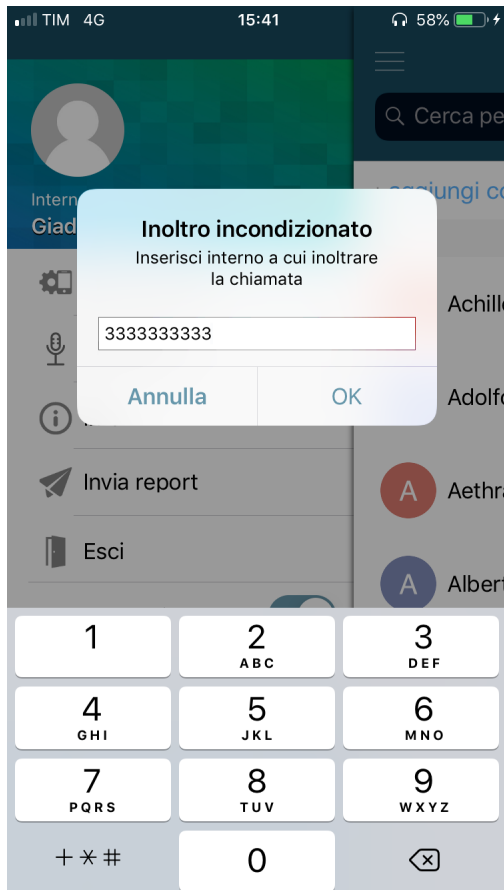 TIM 4G 15:41 58%
Cerca pe
Intern
Giad
aggiungi co
Inoltro incondizionato
Inserisci interno a cui inoltrare
la chiamata
3333333333
Annulla OK
Achille
Adolfo
Invia report
A Aethra
Esci
A Albert
1 2 3
ABC DEF
4 5 6
GHI JKL MNO
7 8 9
PQRS TUV WXYZ
+*# 0